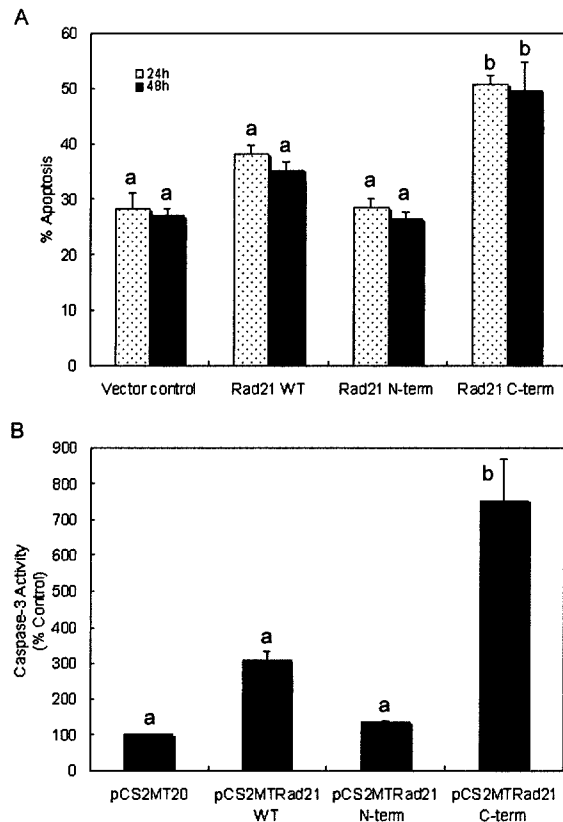 A
60
50
40
30
20
10
0
% Apoptosis
24h
48h
a a
a a
a a
b b
Vector control Rad21 WT Rad21 N-term Rad21 C-term
B
900
800
700
600
500
400
300
200
100
0
Caspase-3 Activity
(% Control)
a
a
a
b
pCS2MT20 pCS2MTRad21 pCS2MTRad21 pCS2MTRad21
WT N-term C-term